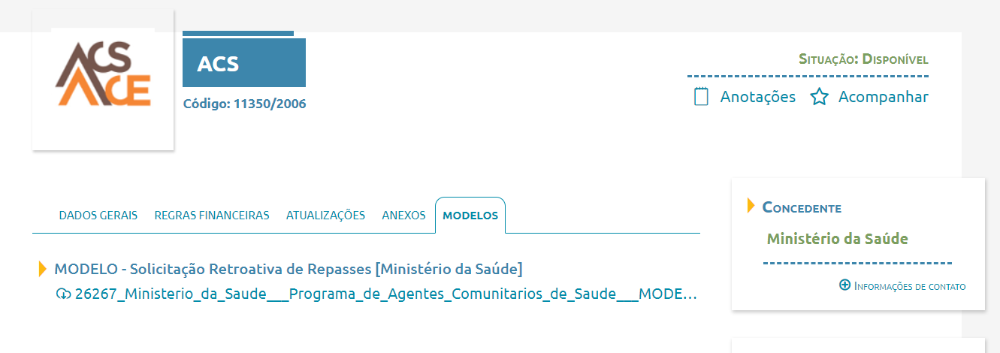 ACS
ACE
ACS
Código: 11350/2006
Situação: Disponível
Anotações Acompanhar
DADOS GERAIS REGRAS FINANCEIRAS ATUALIZAÇÕES ANEXOS MODELOS
MODELO - Solicitação Retroativa de Repasses [Ministério da Saúde]
26267_Ministerio_da_Saude___Programa_de_Agentes_Comunitarios_de_Saude___MODE...
Concedente
Ministério da Saúde
Informações de contato